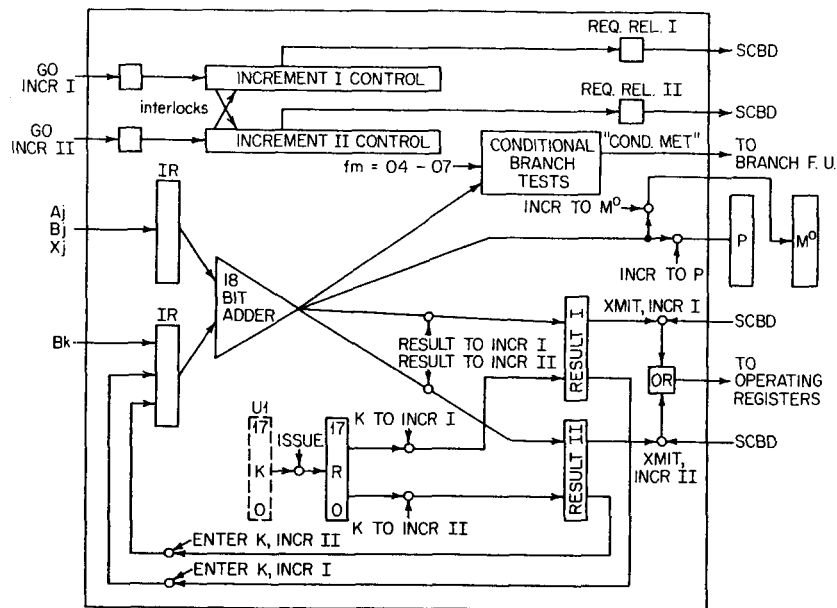 REQ. REL. I
SCBD
GO
INCR I
INCREMENT I CONTROL
interlocks
REQ. REL. II
SCBD
GO
INCR II
INCREMENT II CONTROL
CONDITIONAL
BRANCH
TESTS
"COND. MET"
TO
BRANCH F. U.
fm = 04 - 07
IR
Aj
Bj
Xj
INCR TO M⁰
P
M⁰
INCR TO P
18
BIT
ADDER
IR
Bk
RESULT TO INCR I
RESULT TO INCR II
RESULT I
XMIT, INCR I
SCBD
OR
TO
OPERATING
REGISTERS
U1
17
K
0
ISSUE
17
R
0
K TO INCR I
K TO INCR II
RESULT II
SCBD
XMIT,
INCR II
ENTER K, INCR II
ENTER K, INCR I